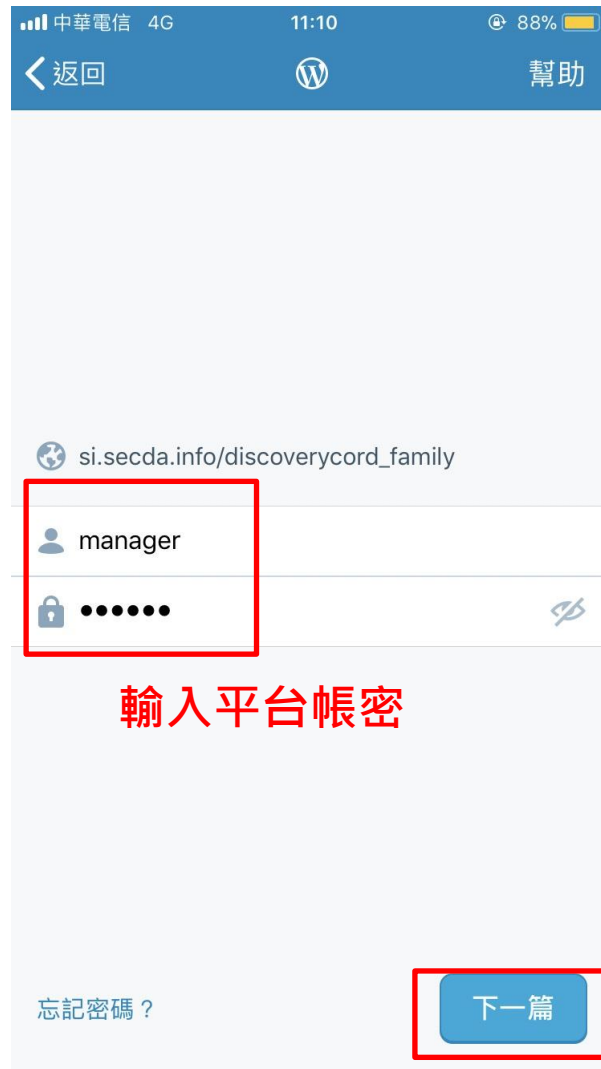 中華電信 4G 11:10 88%
返回 幫助
si.secda.info/discoverycord_family
manager
●●●●●●
輸入平台帳密
忘記密碼？ 下一篇